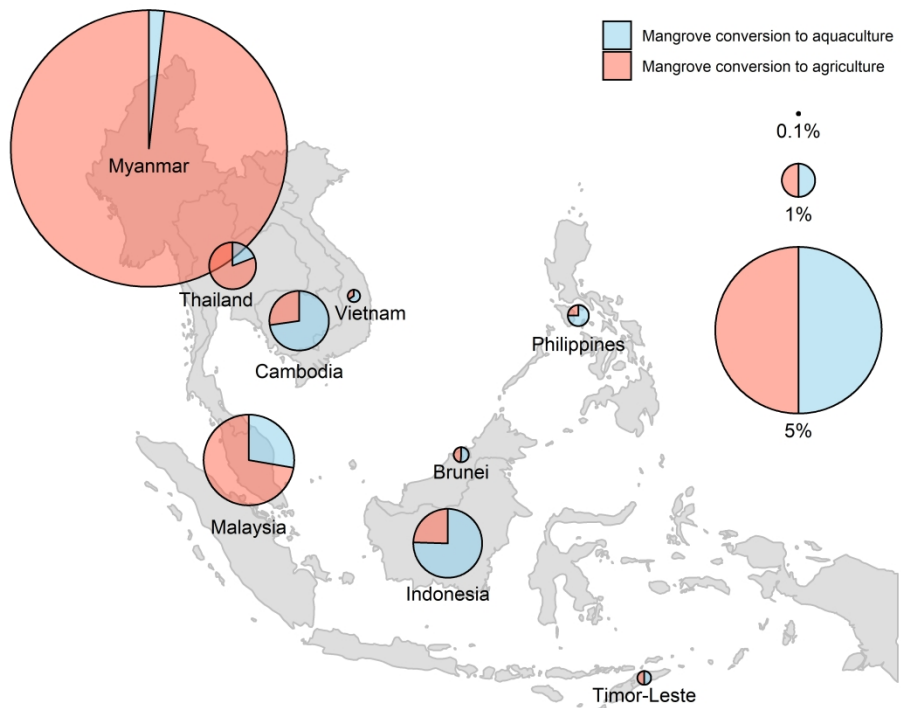 Mangrove conversion to aquaculture
Mangrove conversion to agriculture
0.1%
1%
5%
Myanmar
Thailand
Vietnam
Cambodia
Philippines
Malaysia
Brunei
Indonesia
Timor-Leste